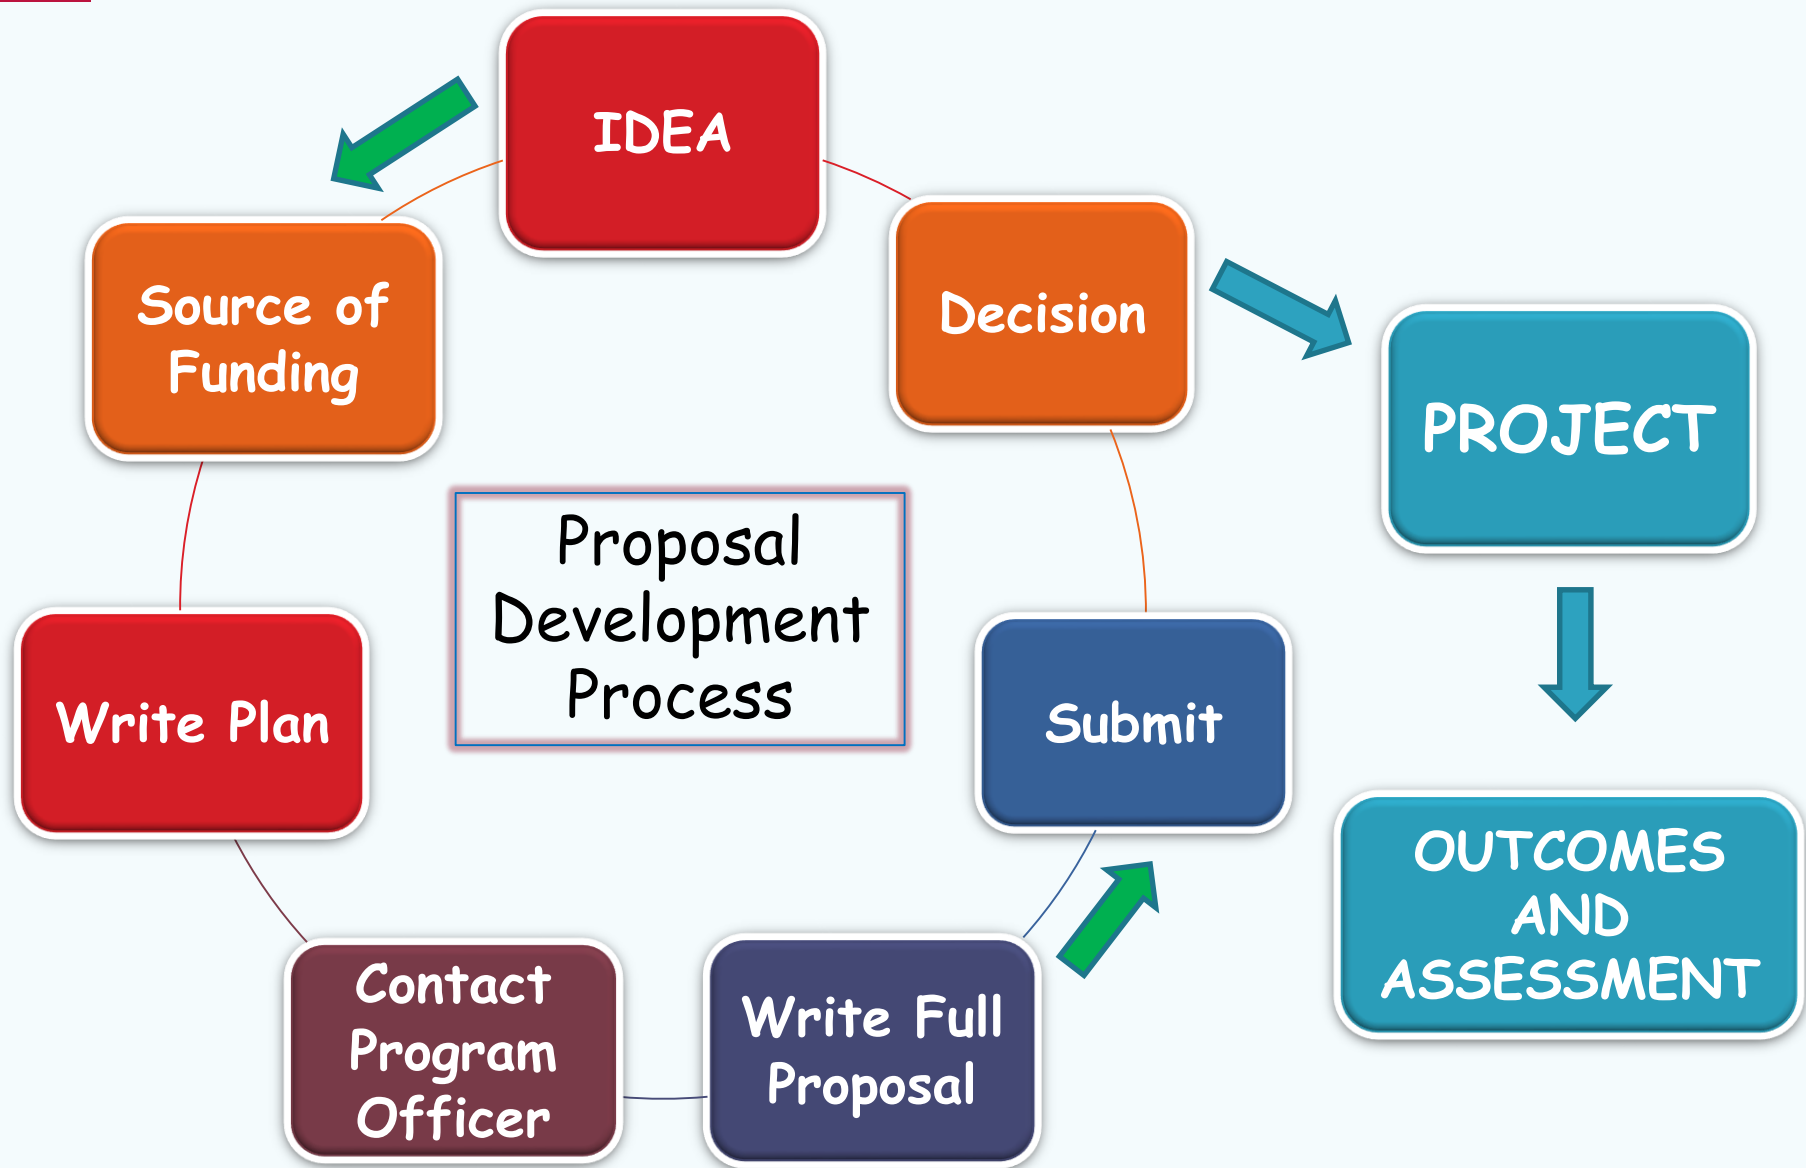 IDEA
Source of
Funding
Decision
PROJECT
Proposal
Development
Process
Write Plan
Submit
OUTCOMES
AND
ASSESSMENT
Contact
Program
Officer
Write Full
Proposal